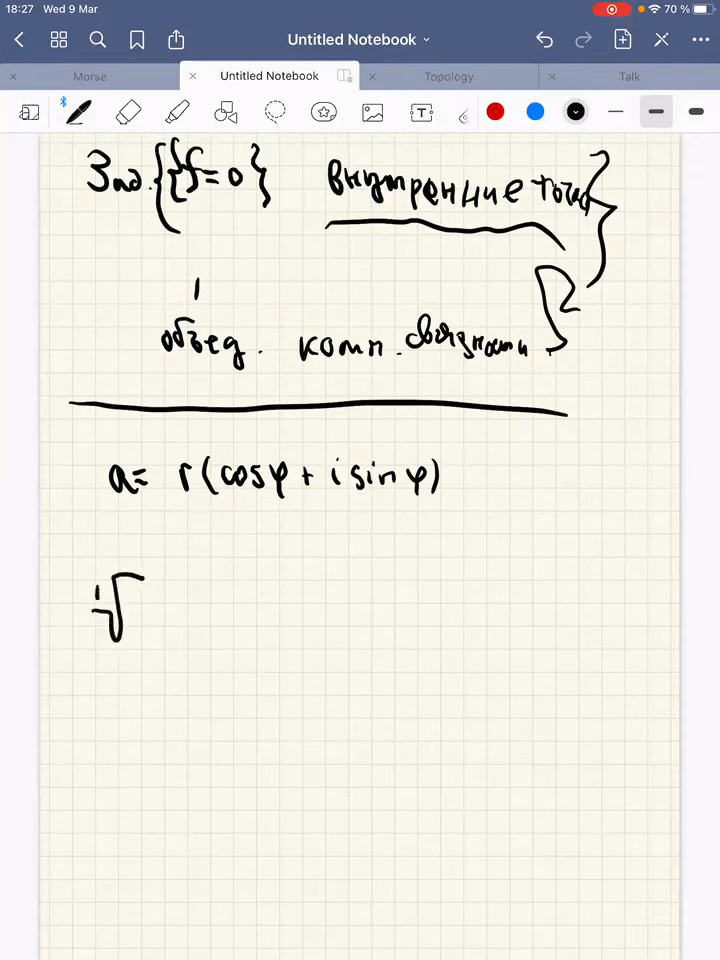 18:27 Wed 9 Mar 70 %
Untitled Notebook
Morse Untitled Notebook Topology Talk
Зад. {{f=0} внутренние точки
объед. комп. связности
a= r(cosφ + i sin φ)
√